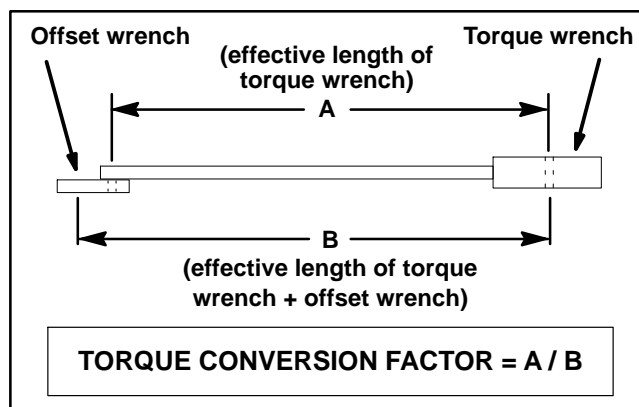 Offset wrench
Torque wrench
(effective length of
torque wrench)
A
B
(effective length of torque
wrench + offset wrench)
TORQUE CONVERSION FACTOR = A / B